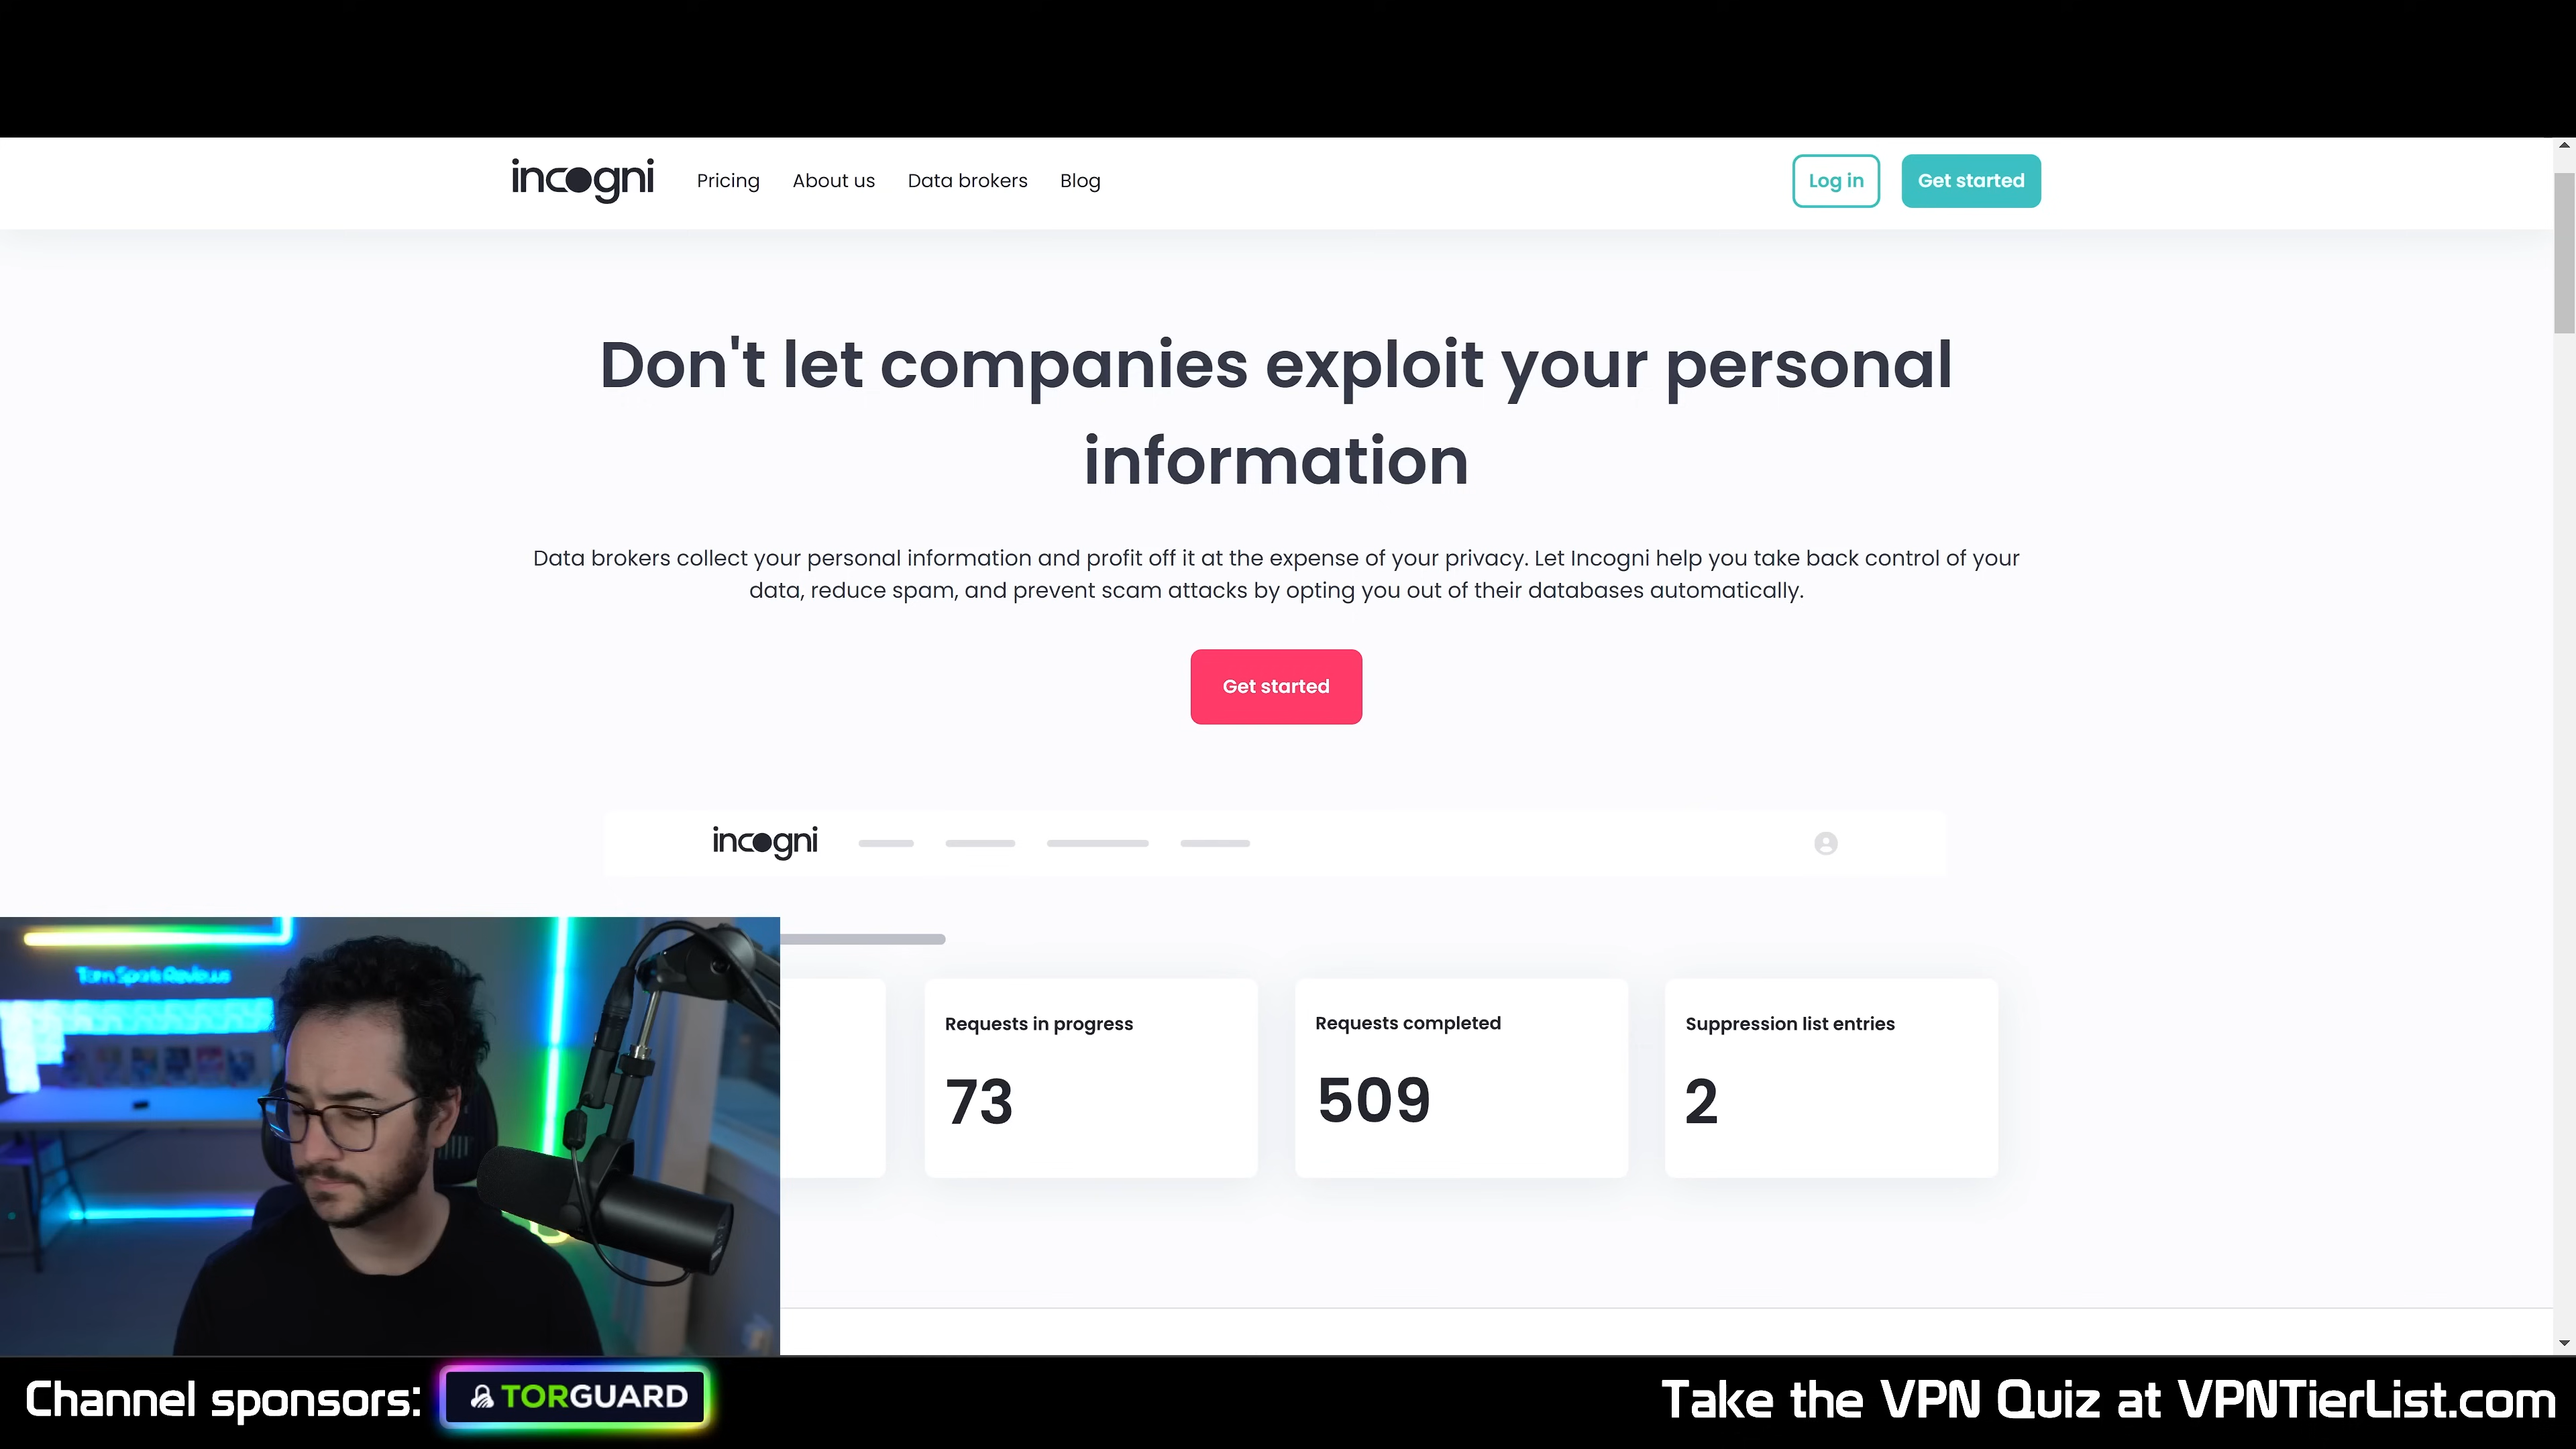 incogni
Pricing
About us
Data brokers
Blog
Log in
Get started
Don't let companies exploit your personal
information
Data brokers collect your personal information and profit off it at the expense of your privacy. Let Incogni help you take back control of your
data, reduce spam, and prevent scam attacks by opting you out of their databases automatically.
Get started
incogni
Requests in progress
73
Requests completed
509
Suppression list entries
2
Tom Spark Reviews
Channel sponsors:
TORGUARD
Take the VPN Quiz at VPNTierList.com